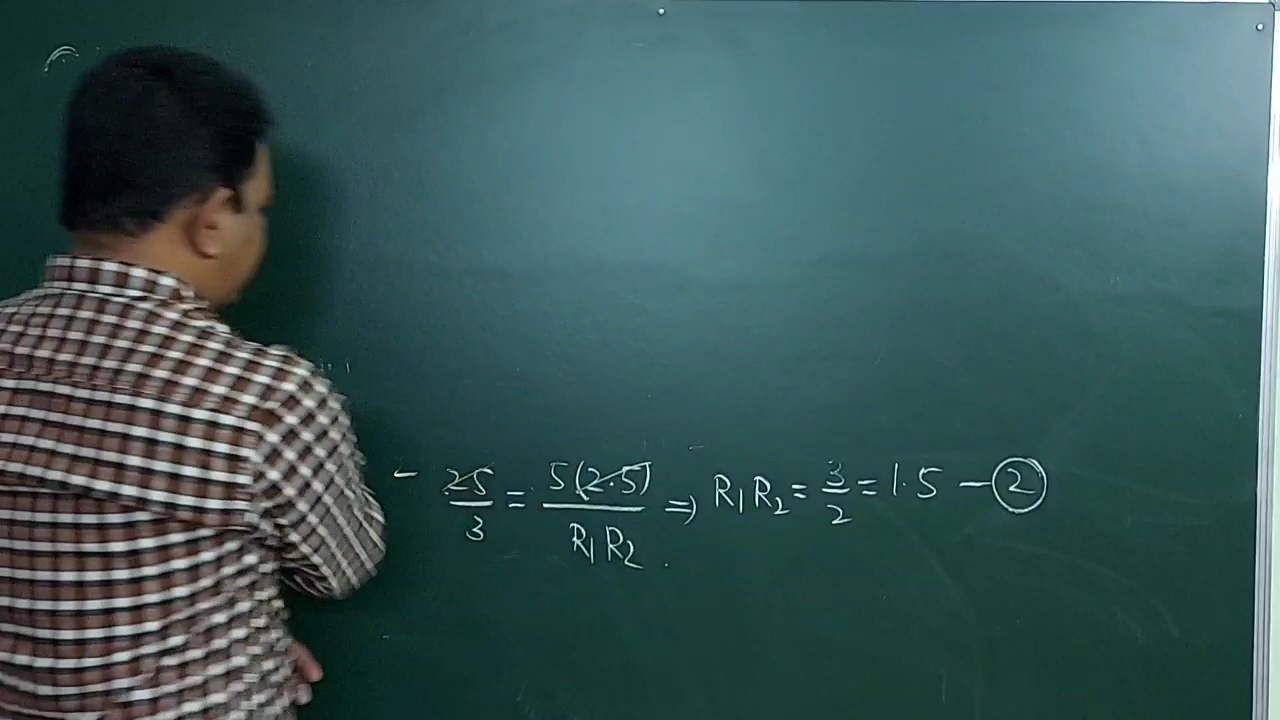 25/3 = 5(2.5)/R₁R₂ ⇒ R₁R₂ = 3/2 = 1.5 — ②